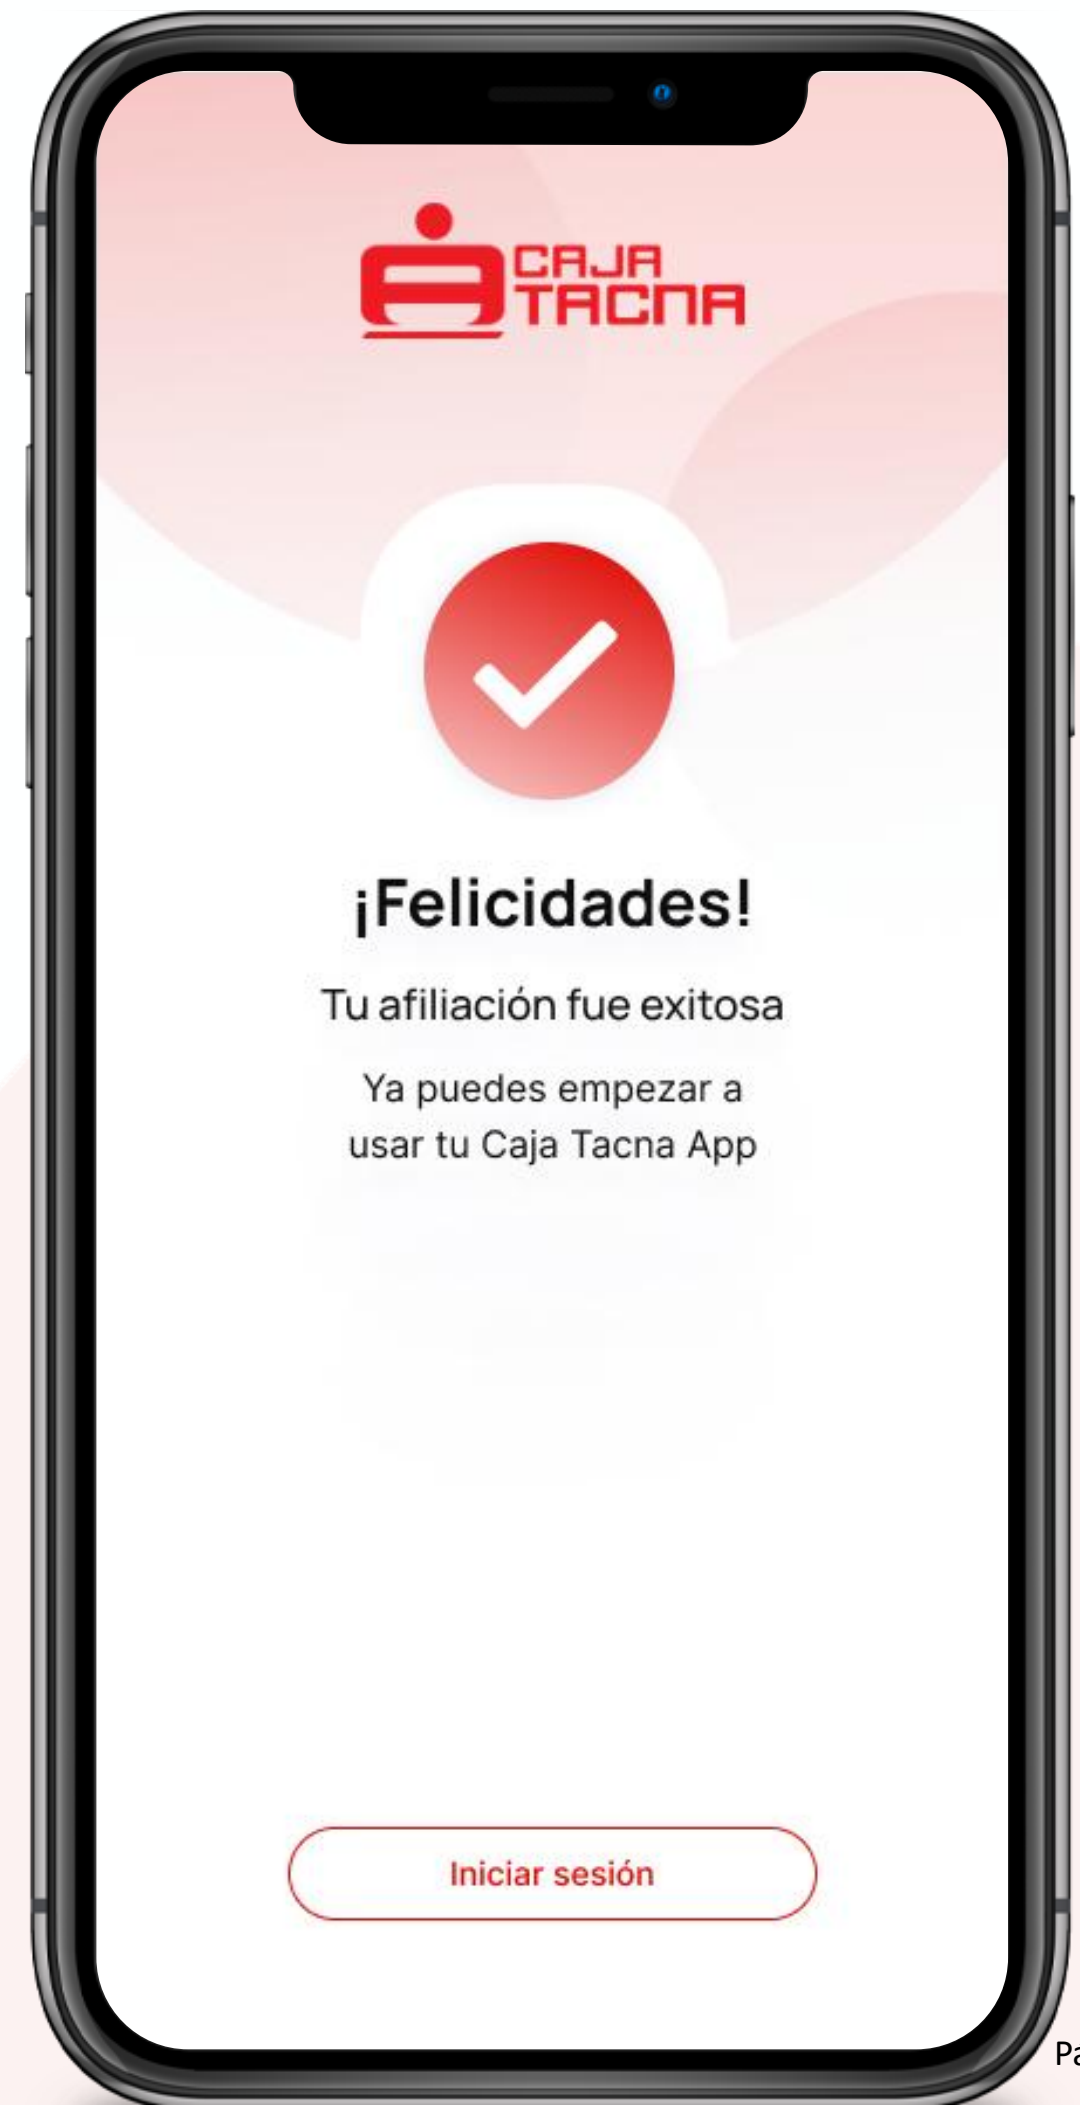 CAJA
TACNA
¡Felicidades!
Tu afiliación fue exitosa
Ya puedes empezar a
usar tu Caja Tacna App
Iniciar sesión